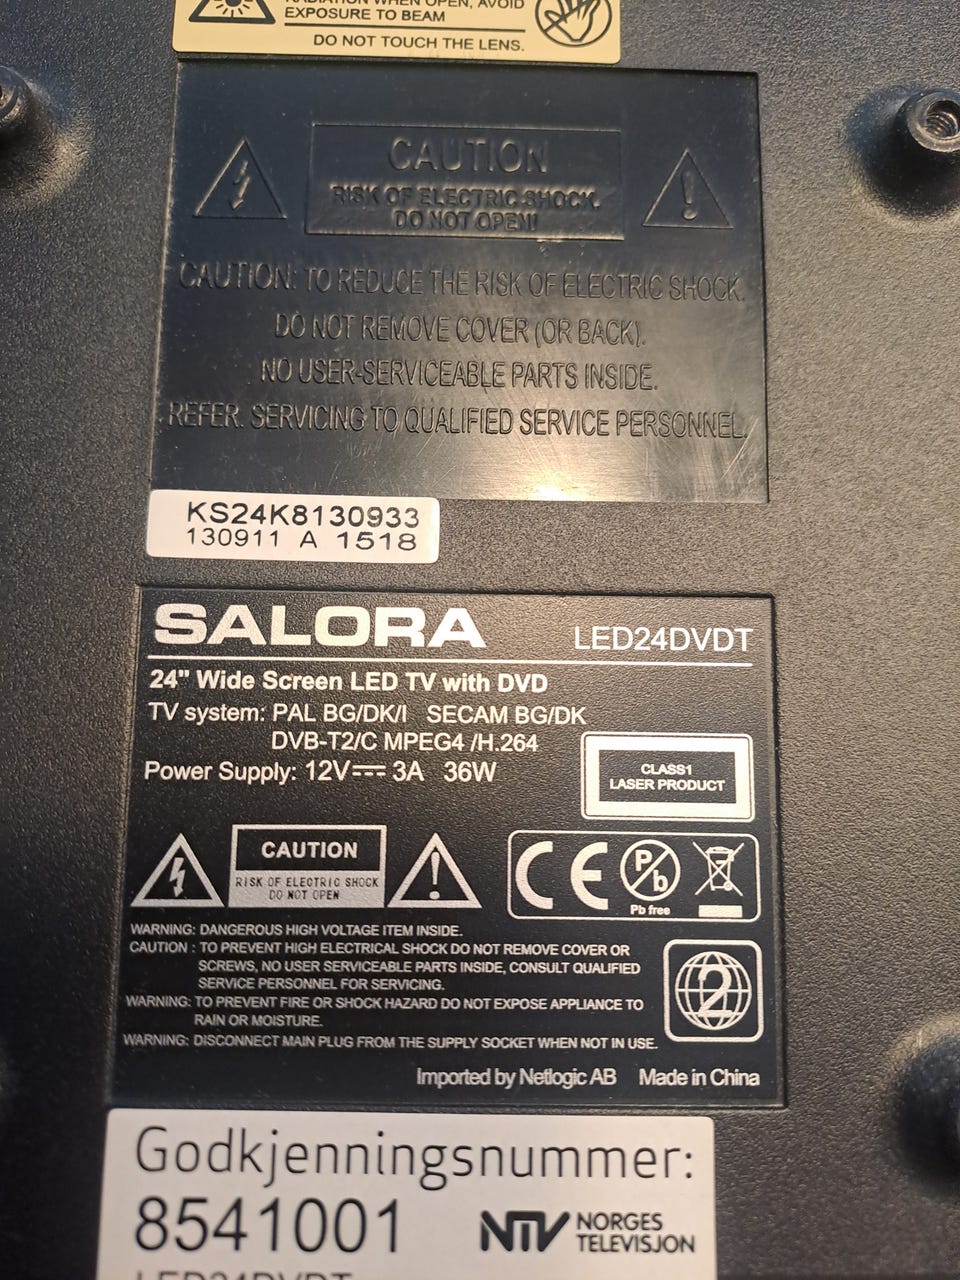 RADIATION WHEN OPEN, AVOID
EXPOSURE TO BEAM
DO NOT TOUCH THE LENS.
CAUTION
RISK OF ELECTRIC SHOCK.
DO NOT OPEN!
CAUTION: TO REDUCE THE RISK OF ELECTRIC SHOCK.
DO NOT REMOVE COVER (OR BACK).
NO USER-SERVICEABLE PARTS INSIDE.
REFER. SERVICING TO QUALIFIED SERVICE PERSONNEL.
KS24K8130933
130911 A 1518
SALORA LED24DVDT
24" Wide Screen LED TV with DVD
TV system: PAL BG/DK/I SECAM BG/DK
DVB-T2/C MPEG4 /H.264
Power Supply: 12V⎓ 3A 36W
CLASS1
LASER PRODUCT
CAUTION
RISK OF ELECTRIC SHOCK
DO NOT OPEN
CE Pb
Pb free
WARNING: DANGEROUS HIGH VOLTAGE ITEM INSIDE.
CAUTION : TO PREVENT HIGH ELECTRICAL SHOCK DO NOT REMOVE COVER OR
SCREWS, NO USER SERVICEABLE PARTS INSIDE, CONSULT QUALIFIED
SERVICE PERSONNEL FOR SERVICING.
WARNING: TO PREVENT FIRE OR SHOCK HAZARD DO NOT EXPOSE APPLIANCE TO
RAIN OR MOISTURE.
WARNING: DISCONNECT MAIN PLUG FROM THE SUPPLY SOCKET WHEN NOT IN USE.
2
Imported by Netlogic AB Made in China
Godkjenningsnummer:
8541001
NTV NORGES
TELEVISJON
LED24DVDT